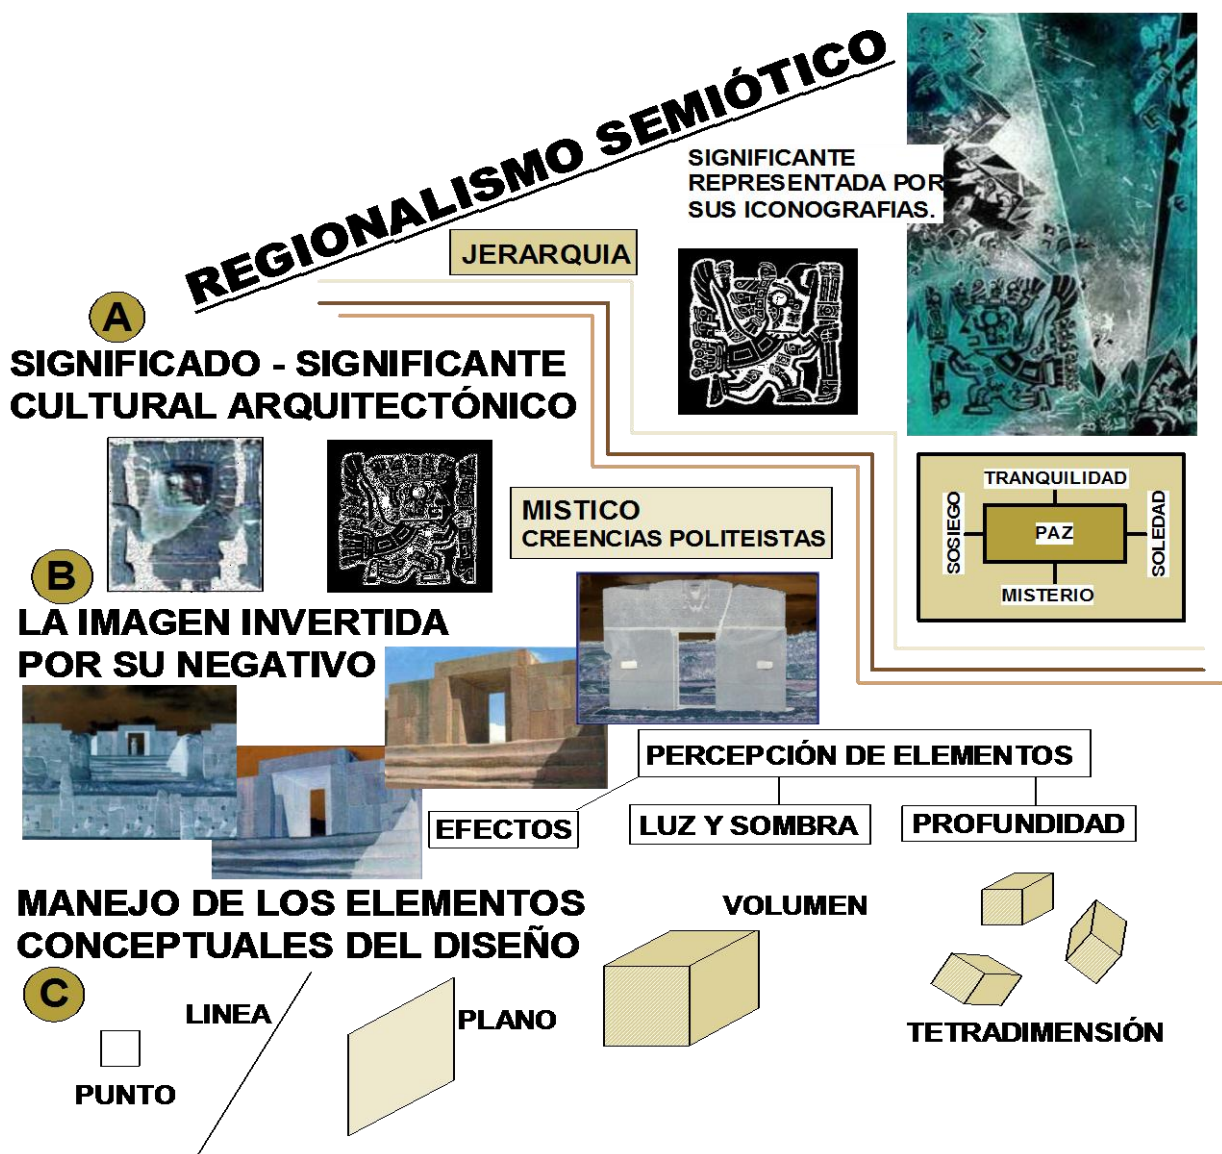 REGIONALISMO SEMIÓTICO
SIGNIFICANTE
REPRESENTADA POR
SUS ICONOGRAFIAS.
JERARQUIA
A
SIGNIFICADO - SIGNIFICANTE
CULTURAL ARQUITECTÓNICO
MISTICO
CREENCIAS POLITEISTAS
TRANQUILIDAD
SOSIEGO
PAZ
SOLEDAD
MISTERIO
B
LA IMAGEN INVERTIDA
POR SU NEGATIVO
PERCEPCIÓN DE ELEMENTOS
EFECTOS
LUZ Y SOMBRA
PROFUNDIDAD
MANEJO DE LOS ELEMENTOS
CONCEPTUALES DEL DISEÑO
C
PUNTO
LINEA
PLANO
VOLUMEN
TETRADIMENSIÓN